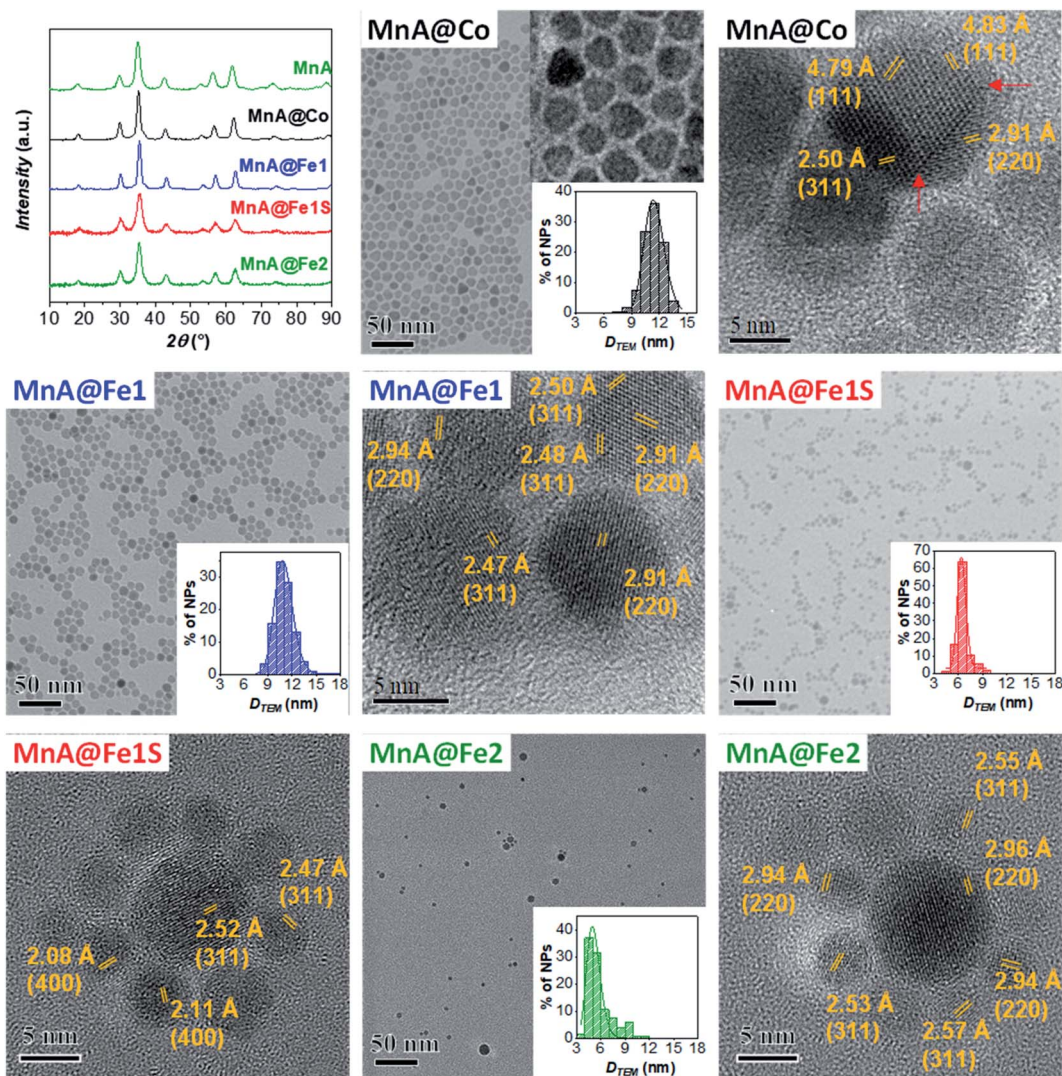 Intensity (a.u.)
MnA
MnA@Co
MnA@Fe1
MnA@Fe1S
MnA@Fe2
10 20 30 40 50 60 70 80 90
2θ (°)
MnA@Co
50 nm
% of NPs
40
30
20
10
0
3 6 9 12 15
D_TEM (nm)
MnA@Co
4.83 Å
(111)
4.79 Å
(111)
2.91 Å
(220)
2.50 Å
(311)
5 nm
MnA@Fe1
50 nm
% of NPs
30
20
10
0
3 6 9 12 15 18
D_TEM (nm)
MnA@Fe1
2.50 Å
(311)
2.94 Å
(220)
2.48 Å
(311)
2.91 Å
(220)
2.47 Å
(311)
2.91 Å
(220)
5 nm
MnA@Fe1S
50 nm
% of NPs
70
60
50
40
30
20
10
0
3 6 9 12 15 18
D_TEM (nm)
MnA@Fe1S
2.47 Å
(311)
2.52 Å
(311)
2.08 Å
(400)
2.11 Å
(400)
5 nm
MnA@Fe2
50 nm
% of NPs
40
30
20
10
0
3 6 9 12 15 18
D_TEM (nm)
MnA@Fe2
2.55 Å
(311)
2.96 Å
(220)
2.94 Å
(220)
2.94 Å
(220)
2.53 Å
(311)
2.57 Å
(311)
5 nm